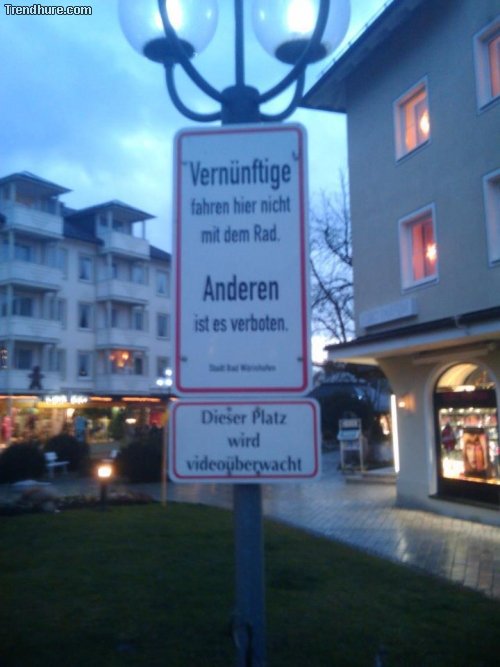 Trendhure.com
Vernünftige
fahren hier nicht
mit dem Rad.
Anderen
ist es verboten.
Stadt Bad Wörishofen
Dieser Platz
wird
videoüberwacht